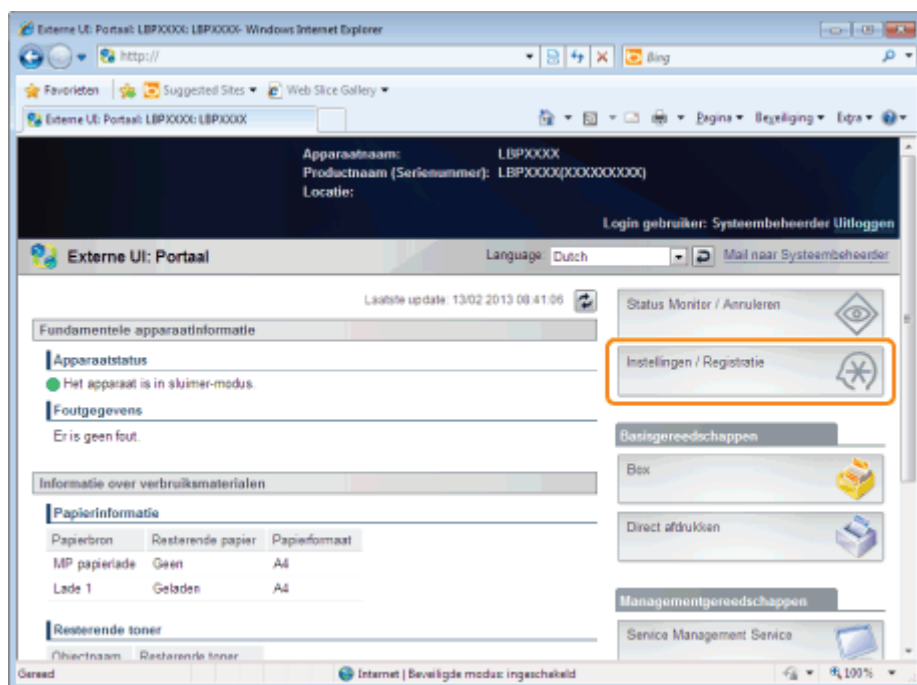 Externe UI: Portaal: LBPXXXX: LBPXXXX- Windows Internet Explorer
http://
Bing
Favorieten
Suggested Sites
Web Slice Gallery
Externe UI: Portaal: LBPXXXX: LBPXXXX
Pagina
Beveiliging
Extra
Apparaatnaam: LBPXXXX
Productnaam (Serienummer): LBPXXXX(XXXXXXXXX)
Locatie:
Login gebruiker: Systeembeheerder Uitloggen
Externe UI: Portaal
Language: Dutch
Mail naar Systeembeheerder
Laatste update: 13/02 2013 08:41:06
Fundamentele apparaatinformatie
Apparaatstatus
Het apparaat is in sluimer-modus.
Foutgegevens
Er is geen fout.
Informatie over verbruiksmaterialen
Papierinformatie
Papierbron Resterende papier Papierformaat
MP papierlade Geen A4
Lade 1 Geladen A4
Resterende toner
Objectnaam Resterende toner
Status Monitor / Annuleren
Instellingen / Registratie
Basisgereedschappen
Box
Direct afdrukken
Managementgereedschappen
Service Management Service
Gereed
Internet | Beveiligde modus: ingeschakeld
100%